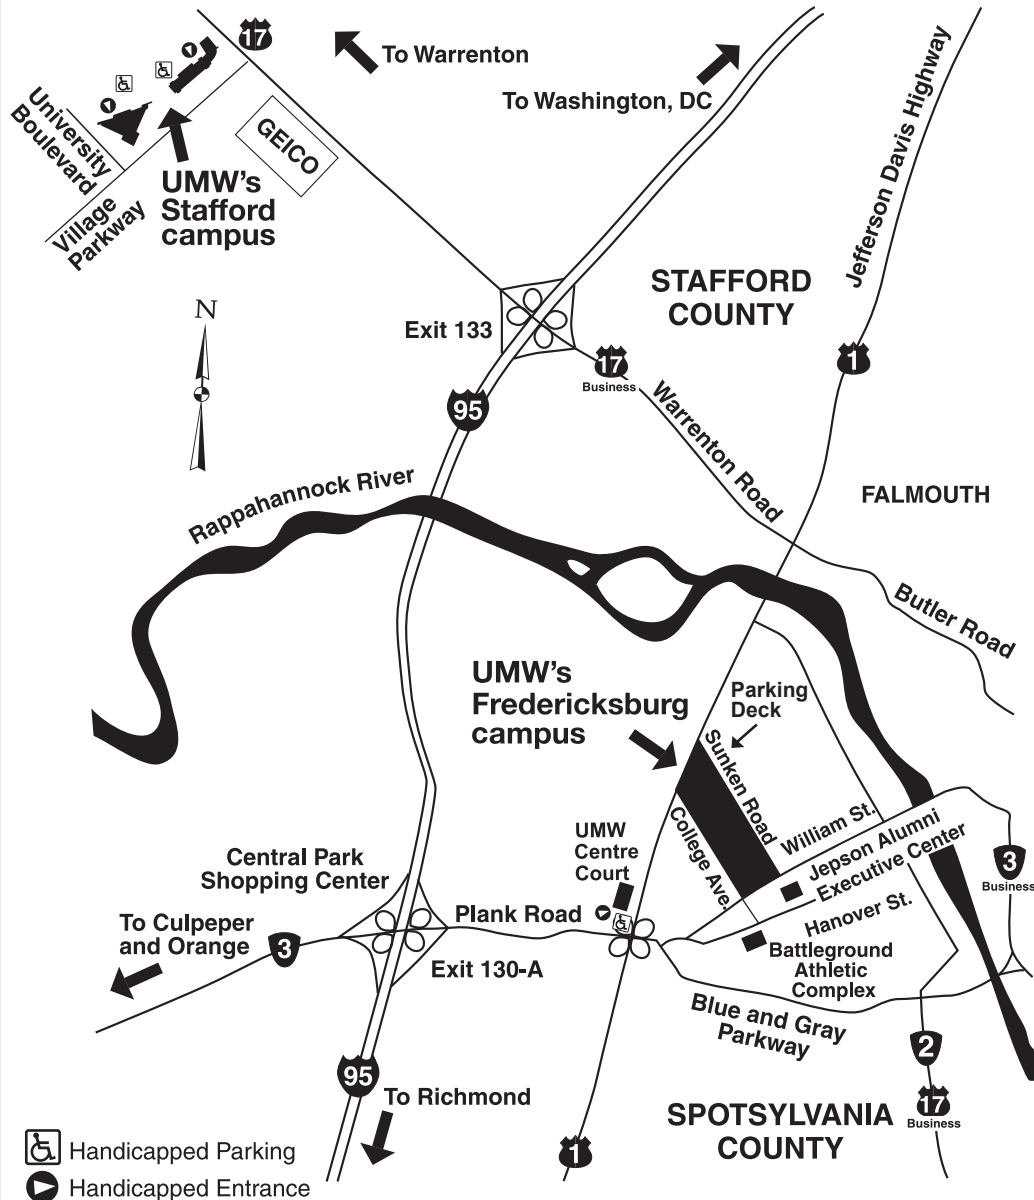 17
To Warrenton
To Washington, DC
Jefferson Davis Highway
University
Boulevard
GEICO
UMW's
Stafford
campus
Village
Parkway
STAFFORD
COUNTY
N
Exit 133
1
17
Business
95
Warrenton Road
Rappahannock River
FALMOUTH
Butler Road
UMW's
Fredericksburg
campus
Parking
Deck
Sunken Road
College Ave.
William St.
UMW
Centre
Court
Jepson Alumni
Executive Center
3
Business
Central Park
Shopping Center
Plank Road
Hanover St.
To Culpeper
and Orange
3
Exit 130-A
Battleground
Athletic
Complex
Blue and Gray
Parkway
2
95
To Richmond
17
Business
SPOTSYLVANIA
COUNTY
1
Handicapped Parking
Handicapped Entrance